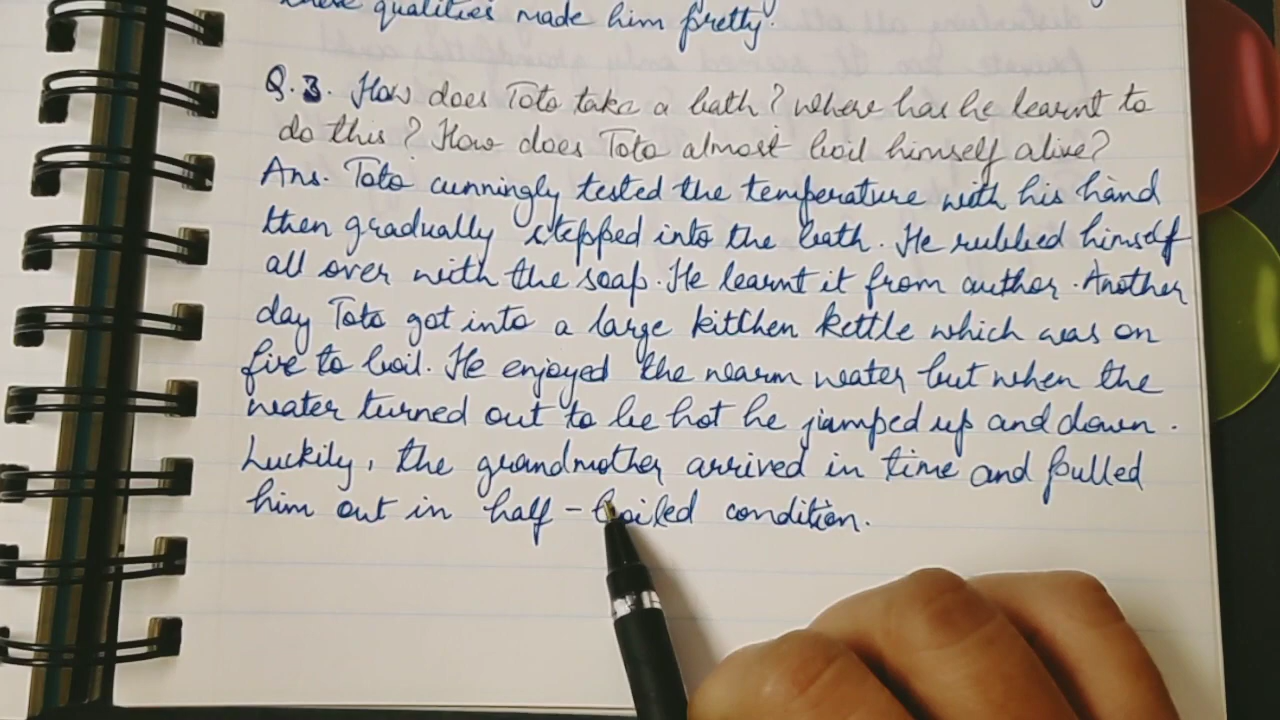 these qualities made him pretty.
Q.3. How does Toto take a bath? Where has he learnt to
do this? How does Toto almost boil himself alive?
Ans. Toto cunningly tested the temperature with his hand
then gradually stepped into the bath. He rubbed himself
all over with the soap. He learnt it from author. Another
day Toto got into a large kitchen kettle which was on
fire to boil. He enjoyed the warm water but when the
water turned out to be hot he jumped up and down.
Luckily, the grandmother arrived in time and pulled
him out in half-boiled condition.